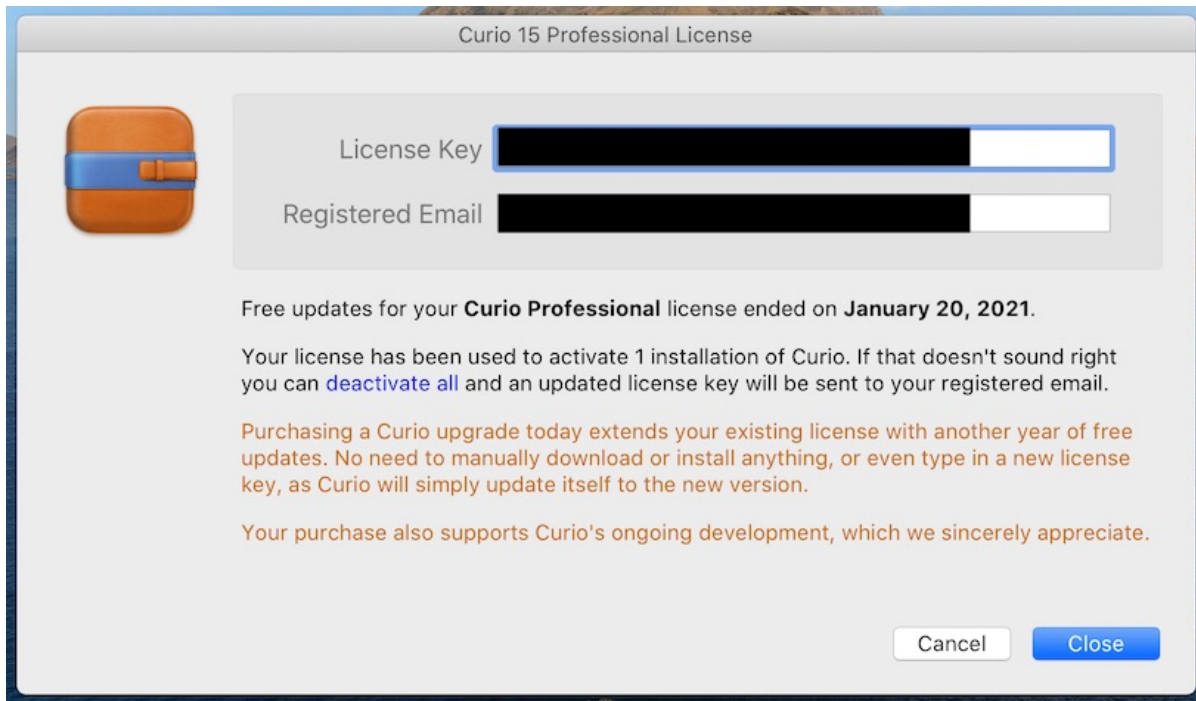 Curio 15 Professional License
License Key
Registered Email
Free updates for your Curio Professional license ended on January 20, 2021.
Your license has been used to activate 1 installation of Curio. If that doesn't sound right
you can deactivate all and an updated license key will be sent to your registered email.
Purchasing a Curio upgrade today extends your existing license with another year of free
updates. No need to manually download or install anything, or even type in a new license
key, as Curio will simply update itself to the new version.
Your purchase also supports Curio's ongoing development, which we sincerely appreciate.
Cancel
Close